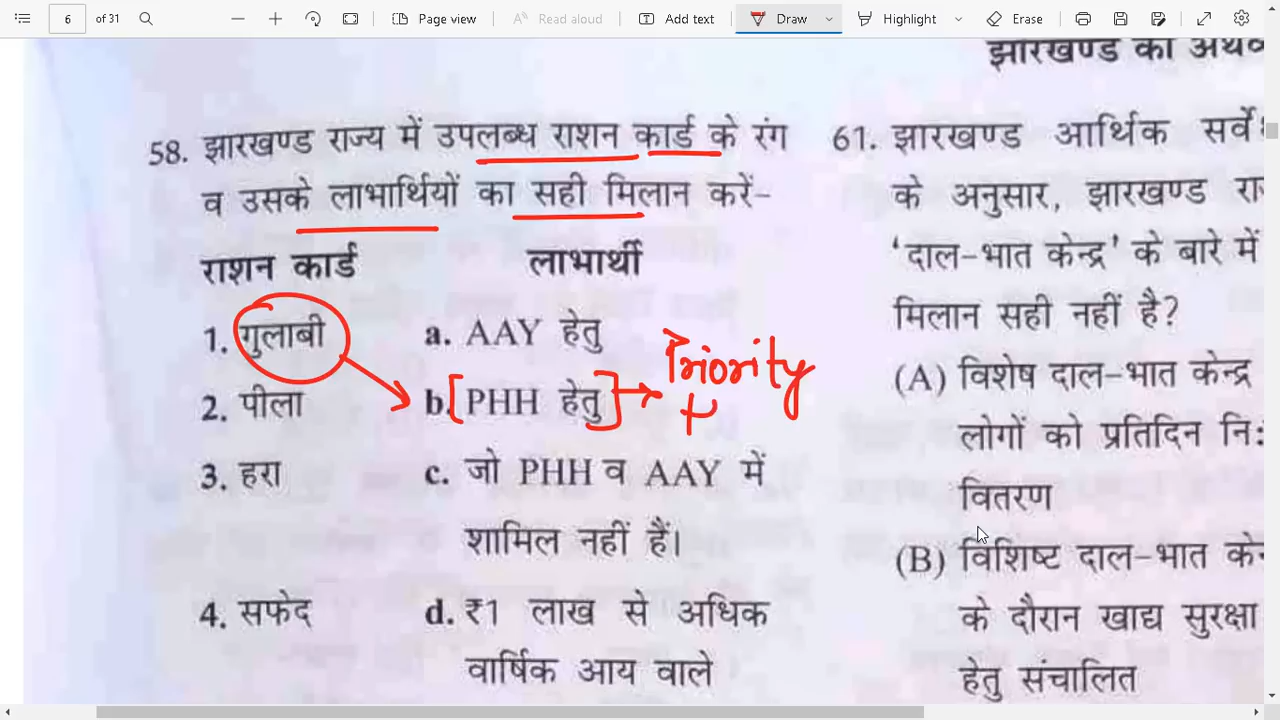 6 of 31 Page view Read aloud Add text Draw Highlight Erase
58. झारखण्ड राज्य में उपलब्ध राशन कार्ड के रंग
व उसके लाभार्थियों का सही मिलान करें-
राशन कार्ड लाभार्थी
1. गुलाबी a. AAY हेतु
2. पीला b. PHH हेतु Priority
3. हरा c. जो PHH व AAY में
शामिल नहीं हैं।
4. सफेद d. ₹1 लाख से अधिक
वार्षिक आय वाले
झारखण्ड का
61. झारखण्ड आर्थिक
के अनुसार, झारखण्ड
'दाल-भात केन्द्र' के बारे में
मिलान सही नहीं है?
(A) विशेष दाल-भात केन्द्र
लोगों को प्रतिदिन
वितरण
(B) विशिष्ट दाल-भात
के दौरान खाद्य सुरक्षा
हेतु संचालित